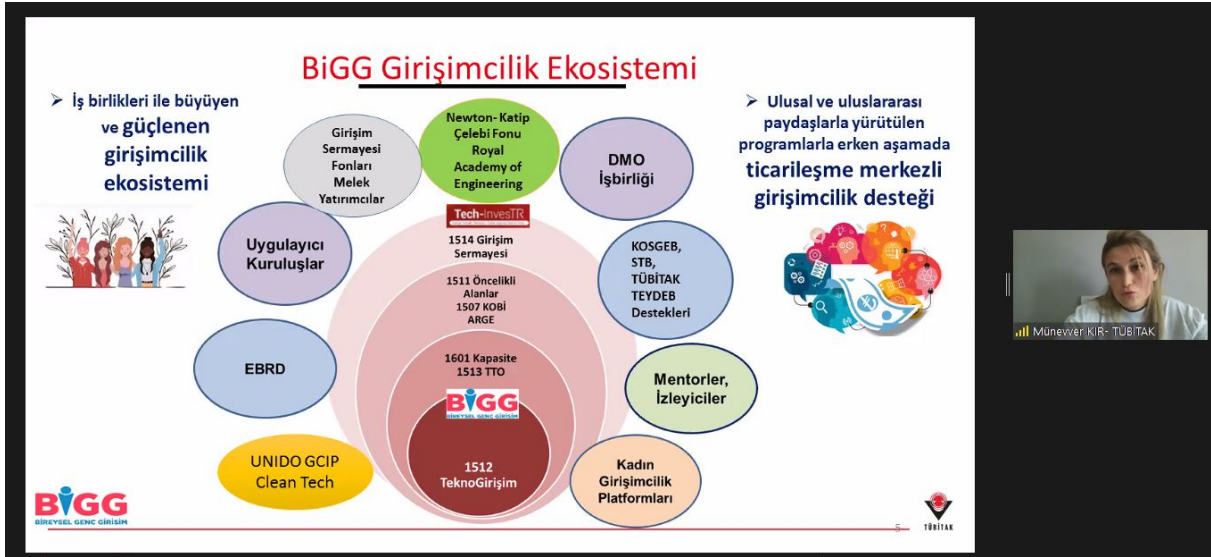 BiGG Girişimcilik Ekosistemi
➤ İş birlikleri ile büyüyen
ve güçlenen
girişimcilik
ekosistemi
Girişim
Sermayesi
Fonları
Melek
Yatırımcılar
Newton- Katip
Çelebi Fonu
Royal
Academy of
Engineering
DMO
İşbirliği
➤ Ulusal ve uluslararası
paydaşlarla yürütülen
programlarla erken aşamada
ticarileşme merkezli
girişimcilik desteği
Uygulayıcı
Kuruluşlar
Tech-InvesTR
1514 Girişim
Sermayesi
1511 Öncelikli
Alanlar
1507 KOBİ
ARGE
1601 Kapasite
1513 TTO
BiGG
BİREYSEL GENÇ GİRİŞİM
1512
TeknoGirişim
KOSGEB,
STB,
TÜBİTAK
TEYDEB
Destekleri
EBRD
Mentorler,
İzleyiciler
UNIDO GCIP
Clean Tech
Kadın
Girişimcilik
Platformları
BiGG
BİREYSEL GENÇ GİRİŞİM
5
TÜBİTAK
Münevver KIR- TÜBİTAK